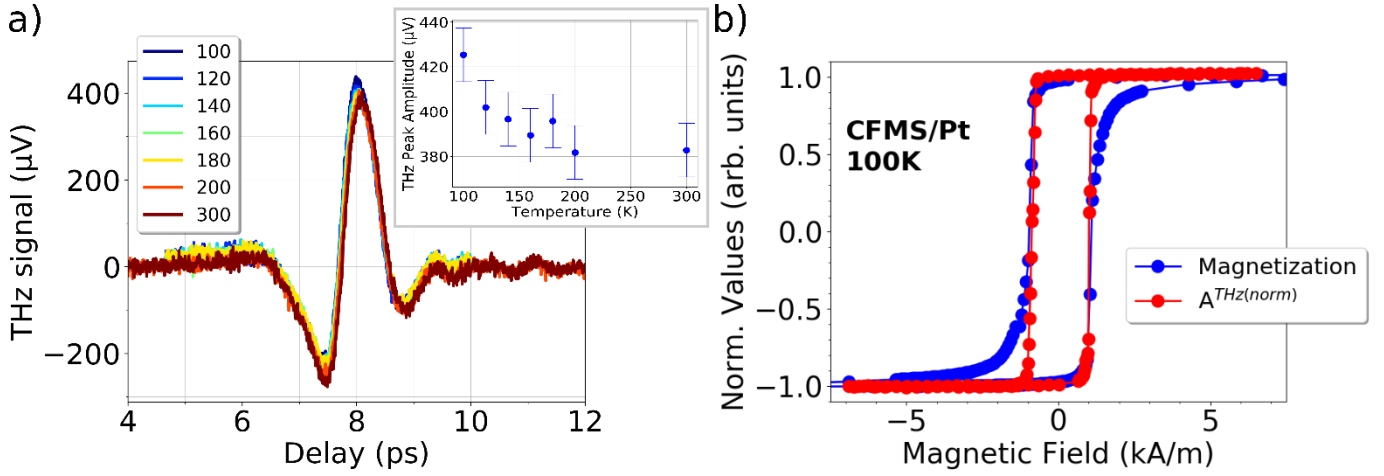 a)
THz signal (µV)
400
200
0
−200
4
6
8
10
12
Delay (ps)
100
120
140
160
180
200
300
THz Peak Amplitude (µV)
440
420
400
380
100
150
200
250
300
Temperature (K)
b)
Norm. Values (arb. units)
1.0
0.5
0.0
−0.5
−1.0
−5
0
5
Magnetic Field (kA/m)
CFMS/Pt
100K
Magnetization
A^THz(norm)